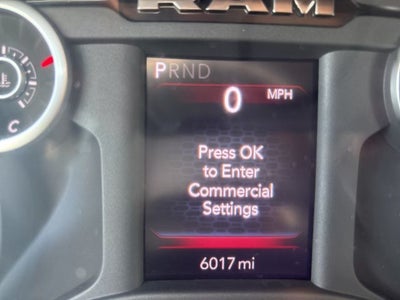 RAM
PRND
0 MPH
Press OK
to Enter
Commercial
Settings
6017 mi
C